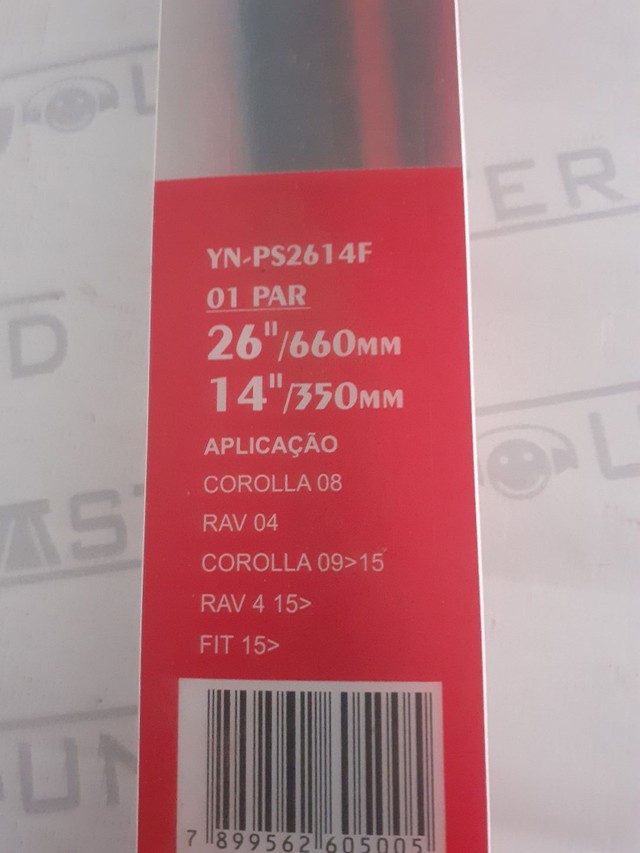 YN-PS2614F
01 PAR
26"/660MM
14"/350MM
APLICAÇÃO
COROLLA 08
RAV 04
COROLLA 09>15
RAV 4 15>
FIT 15>
7 899562 605005